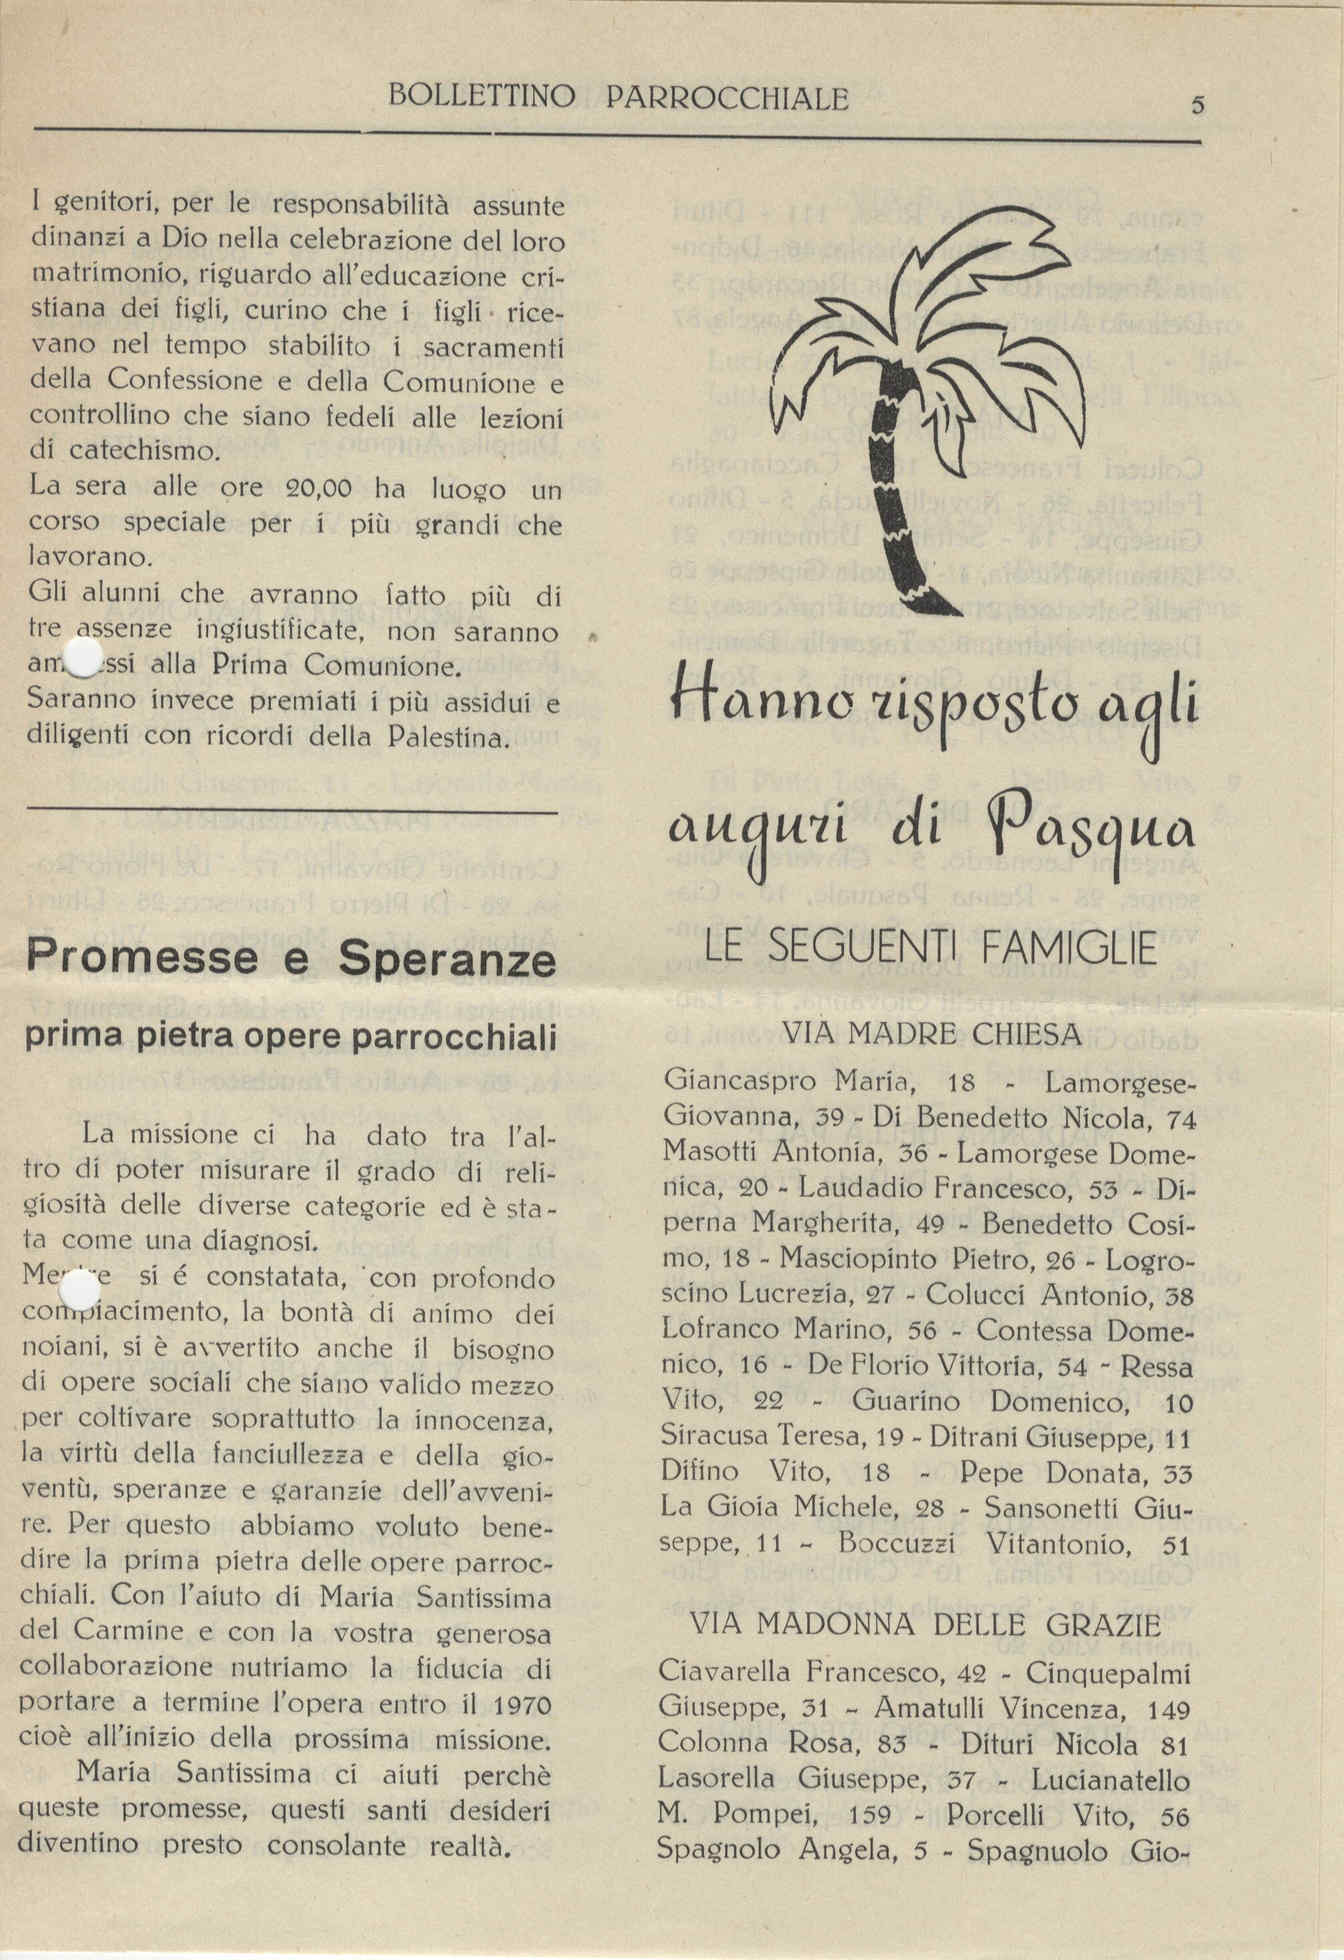 BOLLETTINO PARROCCHIALE 5
I genitori, per le responsabilità assunte
dinanzi a Dio nella celebrazione del loro
matrimonio, riguardo all'educazione cri-
stiana dei figli, curino che i figli rice-
vano nel tempo stabilito i sacramenti
della Confessione e della Comunione e
controllino che siano fedeli alle lezioni
di catechismo.
La sera alle ore 20,00 ha luogo un
corso speciale per i più grandi che
lavorano.
Gli alunni che avranno fatto più di
tre assenze ingiustificate, non saranno
alla Prima Comunione.
Saranno invece premiati i più assidui e
diligenti con ricordi della Palestina.
Promesse e Speranze
prima pietra opere parrocchiali
La missione ci ha dato tra l'al-
tro di poter misurare il grado di reli-
giosità delle diverse categorie ed è sta-
ta come una diagnosi.
Mentre si é constatata, con profondo
compiacimento, la bontà di animo dei
noiani, si è avvertito anche il bisogno
di opere sociali che siano valido mezzo
per coltivare soprattutto la innocenza,
la virtù della fanciullezza e della gio-
ventù, speranze e garanzie dell'avveni-
re. Per questo abbiamo voluto bene-
dire la prima pietra delle opere parroc-
chiali. Con l'aiuto di Maria Santissima
del Carmine e con la vostra generosa
collaborazione nutriamo la fiducia di
portare a termine l'opera entro il 1970
cioè all'inizio della prossima missione.
Maria Santissima ci aiuti perchè
queste promesse, questi santi desideri
diventino presto consolante realtà.
Hanno risposto agli
auguri di Pasqua
LE SEGUENTI FAMIGLIE
VIA MADRE CHIESA
Giancaspro Maria, 18 - Lamorgese-
Giovanna, 39 - Di Benedetto Nicola, 74
Masotti Antonia, 36 - Lamorgese Dome-
nica, 20 - Laudadio Francesco, 53 - Di-
perna Margherita, 49 - Benedetto Cosi-
mo, 18 - Masciopinto Pietro, 26 - Logro-
scino Lucrezia, 27 - Colucci Antonio, 38
Lofranco Marino, 56 - Contessa Dome-
nico, 16 - De Florio Vittoria, 54 - Ressa
Vito, 22 - Guarino Domenico, 10
Siracusa Teresa, 19 - Ditrani Giuseppe, 11
Difino Vito, 18 - Pepe Donata, 33
La Gioia Michele, 28 - Sansonetti Giu-
seppe, 11 - Boccuzzi Vitantonio, 51
VIA MADONNA DELLE GRAZIE
Ciavarella Francesco, 42 - Cinquepalmi
Giuseppe, 31 - Amatulli Vincenza, 149
Colonna Rosa, 83 - Dituri Nicola 81
Lasorella Giuseppe, 37 - Lucianatello
M. Pompei, 159 - Porcelli Vito, 56
Spagnolo Angela, 5 - Spagnuolo Gio-